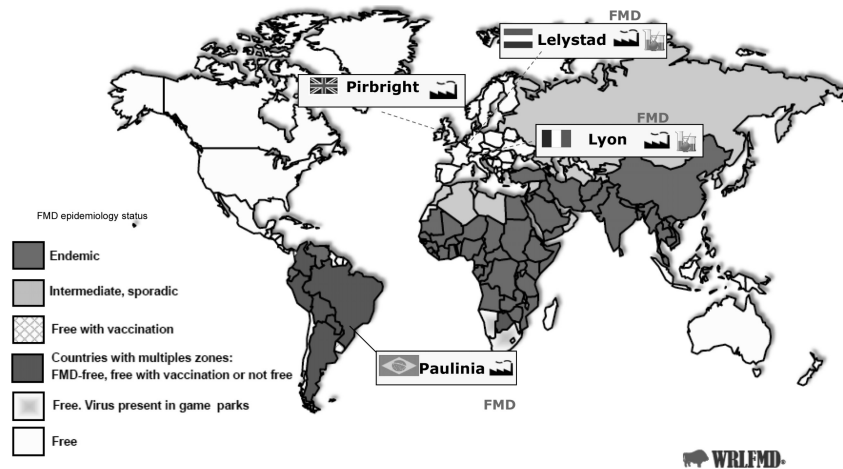 FMD
Lelystad
Pirbright
FMD
Lyon
FMD epidemiology status
Endemic
Intermediate, sporadic
Free with vaccination
Countries with multiples zones:
FMD-free, free with vaccination or not free
Free. Virus present in game parks
Free
Paulinia
FMD
WRLFMD®